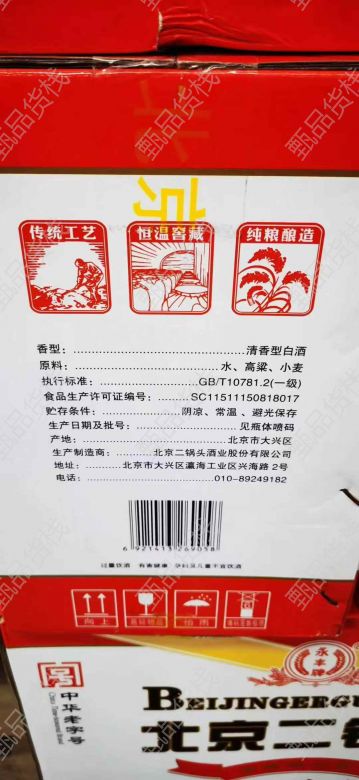 京
传统工艺
恒温窖藏
纯粮酿造
香型：清香型白酒
原料：水、高粱、小麦
执行标准：GB/T10781.2(一级)
食品生产许可证编号：SC11511150818017
贮存条件：阴凉、常温、避光保存
生产日期及批号：见瓶体喷码
产地：北京市大兴区
生产制造商：北京二锅头酒业股份有限公司
地址：北京市大兴区瀛海工业区兴海路2号
电话：010-89249182
6 921415 269058
过量饮酒 有害健康 孕妇及儿童不宜饮酒
向上
怕雨
永丰牌
中华老字号
BEIJINGERGU
北京二
甄品货栈